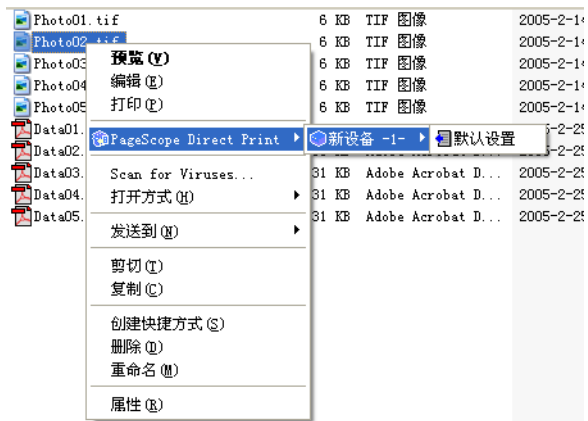 Photo01.tif 6 KB TIF 图像 2005-2-14
Photo02.tif 6 KB TIF 图像 2005-2-14
Photo03 预览(V) 6 KB TIF 图像 2005-2-14
Photo04 编辑(E) 6 KB TIF 图像 2005-2-14
Photo05 打印(P) 6 KB TIF 图像 2005-2-14
Data01. PageScope Direct Print 新设备 -1- 默认设置 5-2-25
Data02.
Data03. Scan for Viruses... 31 KB Adobe Acrobat D... 2005-2-25
Data04. 打开方式(H) 31 KB Adobe Acrobat D... 2005-2-25
Data05. 31 KB Adobe Acrobat D... 2005-2-25
发送到(N)
剪切(T)
复制(C)
创建快捷方式(S)
删除(D)
重命名(M)
属性(R)